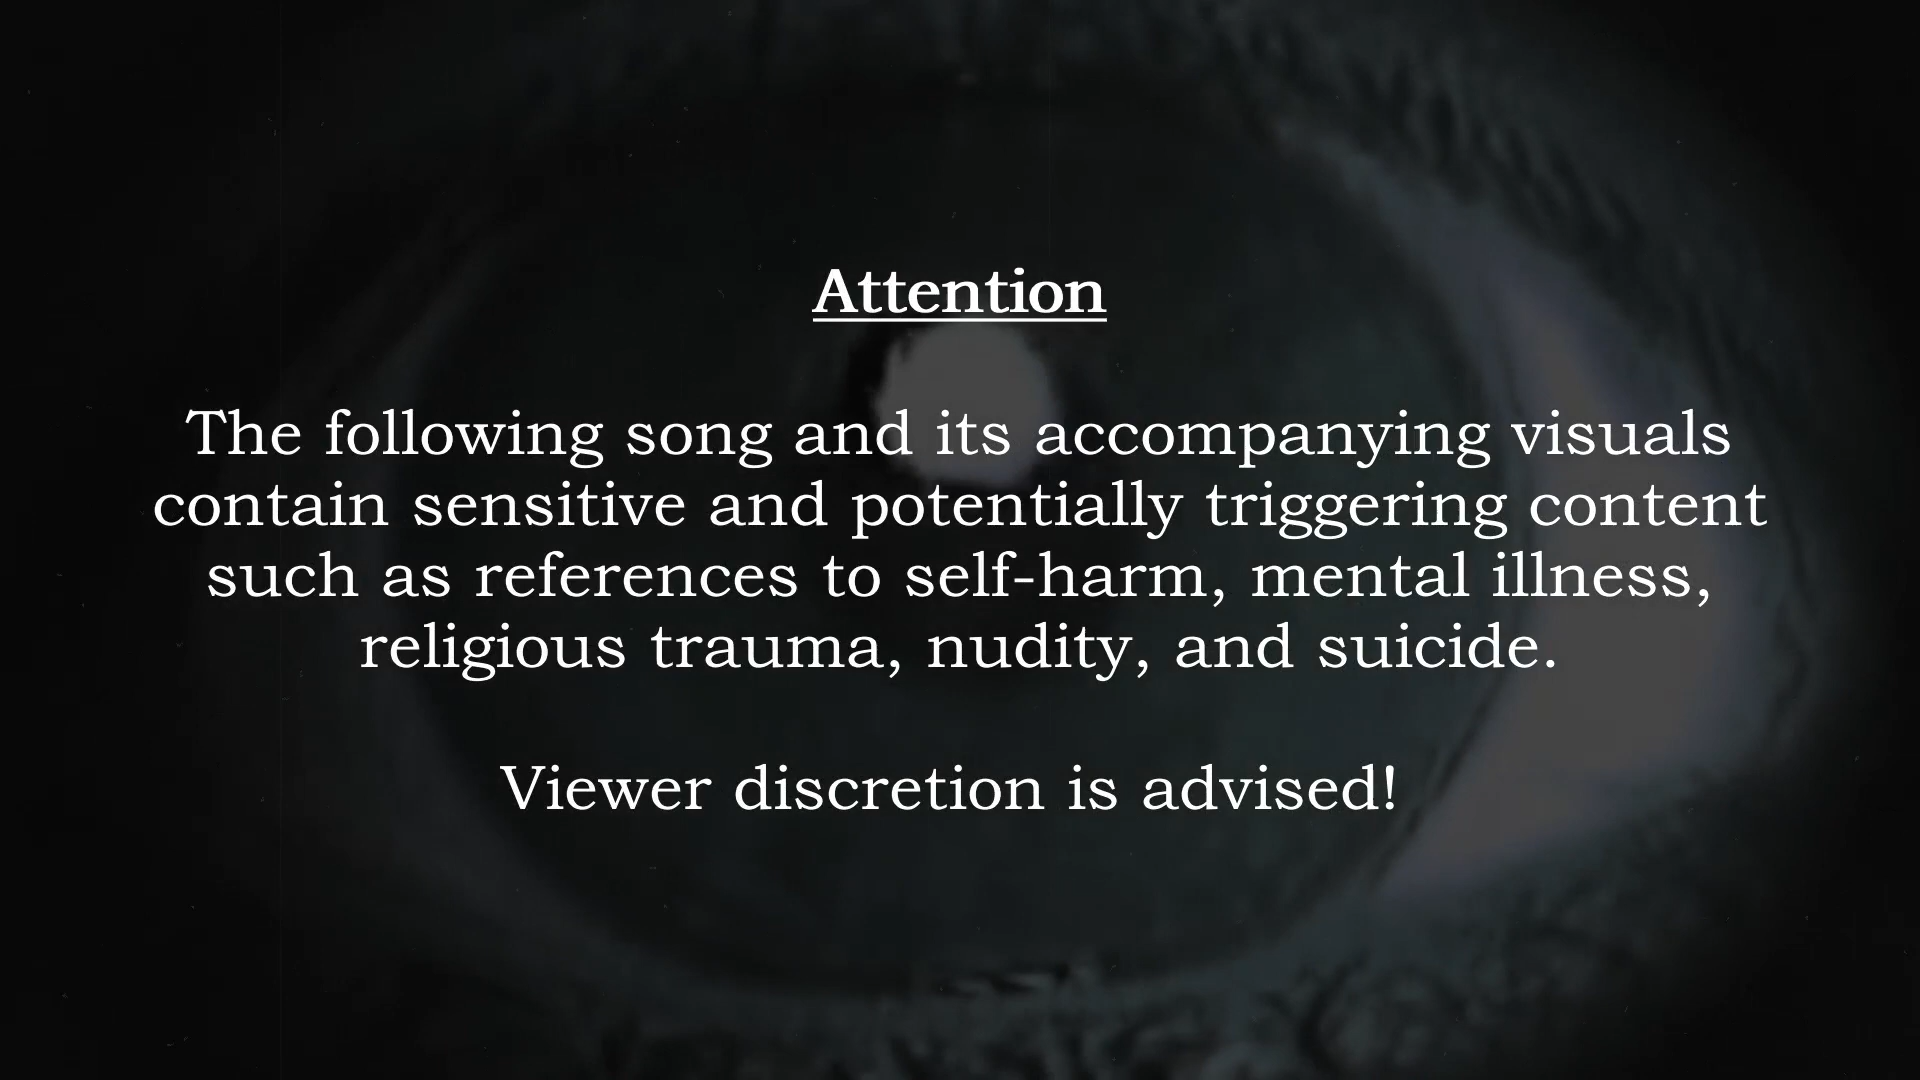 Attention
The following song and its accompanying visuals
contain sensitive and potentially triggering content
such as references to self-harm, mental illness,
religious trauma, nudity, and suicide.
Viewer discretion is advised!